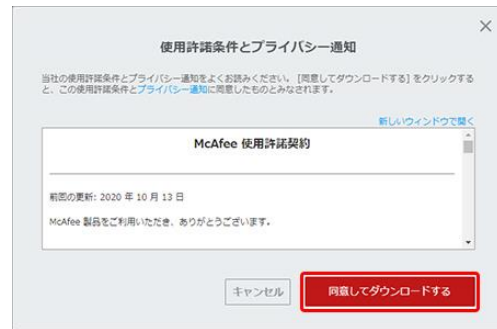 使用許諾条件とプライバシー通知
当社の使用許諾条件とプライバシー通知をよくお読みください。[同意してダウンロードする] をクリックする
と、この使用許諾条件とプライバシー通知に同意したものとみなされます。
新しいウィンドウで開く
McAfee 使用許諾契約
前回の更新: 2020 年 10 月 13 日
McAfee 製品をご利用いただき、ありがとうございます。
キャンセル
同意してダウンロードする